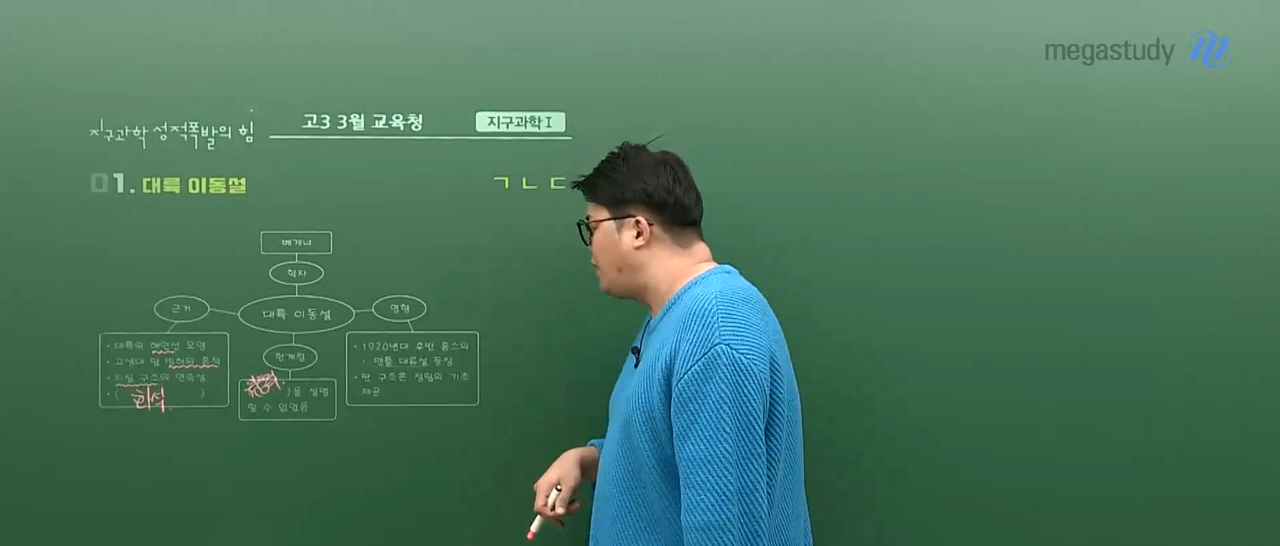 megastudy
지구과학 성적폭발의 힘
고3 3월 교육청
지구과학 I
01. 대륙 이동설
ㄱ ㄴ ㄷ
베게너
학자
근거
대륙 이동설
영향
• 대륙의 해안선 모양
• 고생대 말 빙하의 흔적
• 지질 구조의 연속성
• ( 화석 )
한계점
)을 설명
할 수 없었음
• 1920년대 후반 홈스의
맨틀 대류설 등장
• 판 구조론 정립의 기초
제공